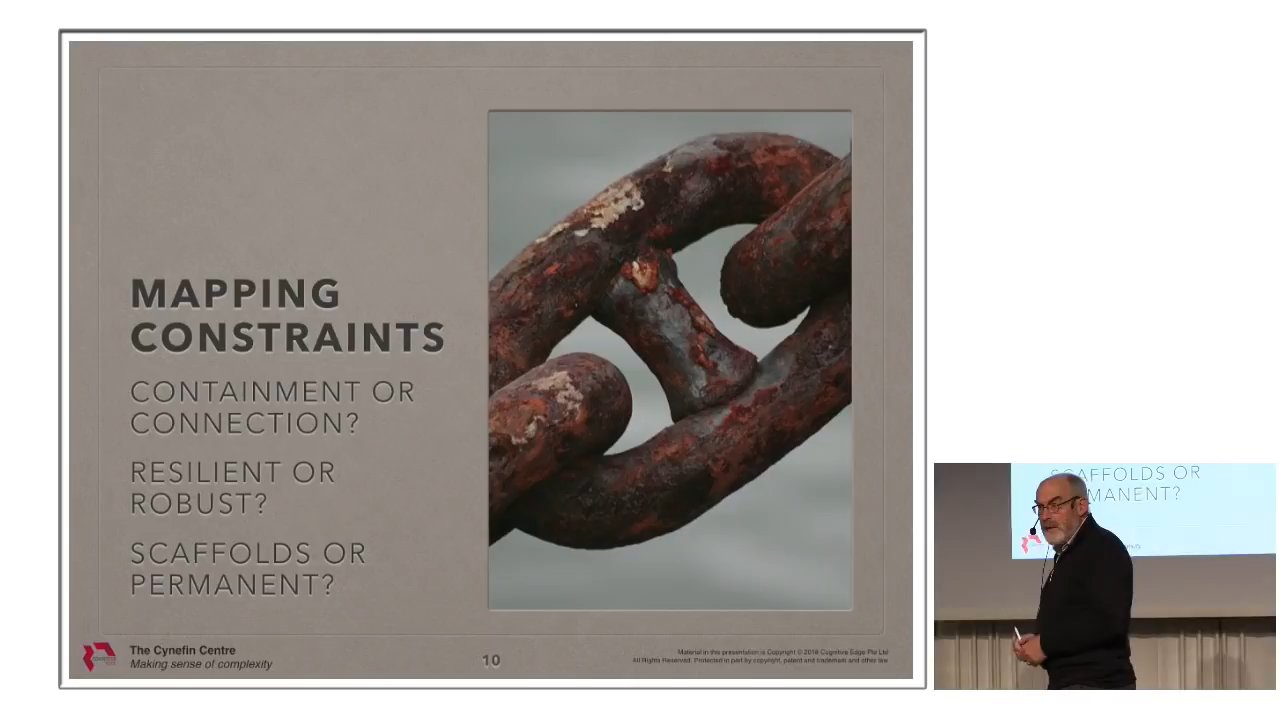 MAPPING
CONSTRAINTS
CONTAINMENT OR
CONNECTION?
RESILIENT OR
ROBUST?
SCAFFOLDS OR
PERMANENT?
The Cynefin Centre
Making sense of complexity
10
Material in this presentation is Copyright © 2018 Cognitive Edge Pte Ltd
All Rights Reserved. Protected in part by copyright, patent and trademark and other law
SCAFFOLDS OR
MANENT?